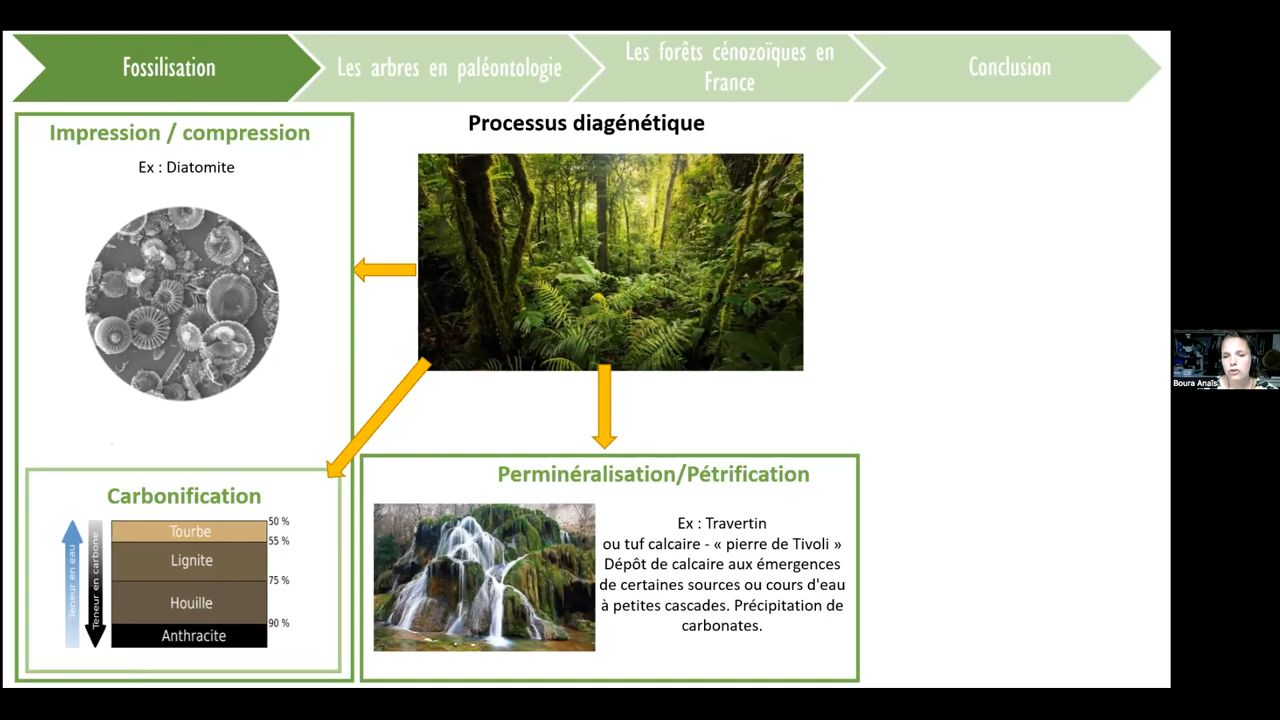 Fossilisation
Les arbres en paléontologie
Les forêts cénozoïques en
France
Conclusion
Impression / compression
Ex : Diatomite
Processus diagénétique
Carbonification
Teneur en eau
Teneur en carbone
Tourbe
Lignite
Houille
Anthracite
50 %
55 %
75 %
90 %
Perminéralisation/Pétrification
Ex : Travertin
ou tuf calcaire - « pierre de Tivoli »
Dépôt de calcaire aux émergences
de certaines sources ou cours d'eau
à petites cascades. Précipitation de
carbonates.
Boura Anaïs